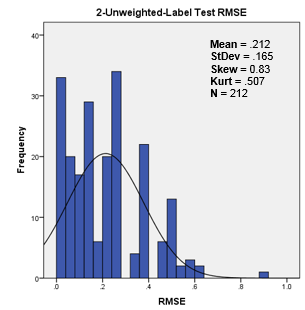 2-Unweighted-Label Test RMSE
Mean = .212
StDev = .165
Skew = 0.83
Kurt = .507
N = 212
Frequency
40
30
20
10
0
.0
.2
.4
.6
.8
1.0
RMSE